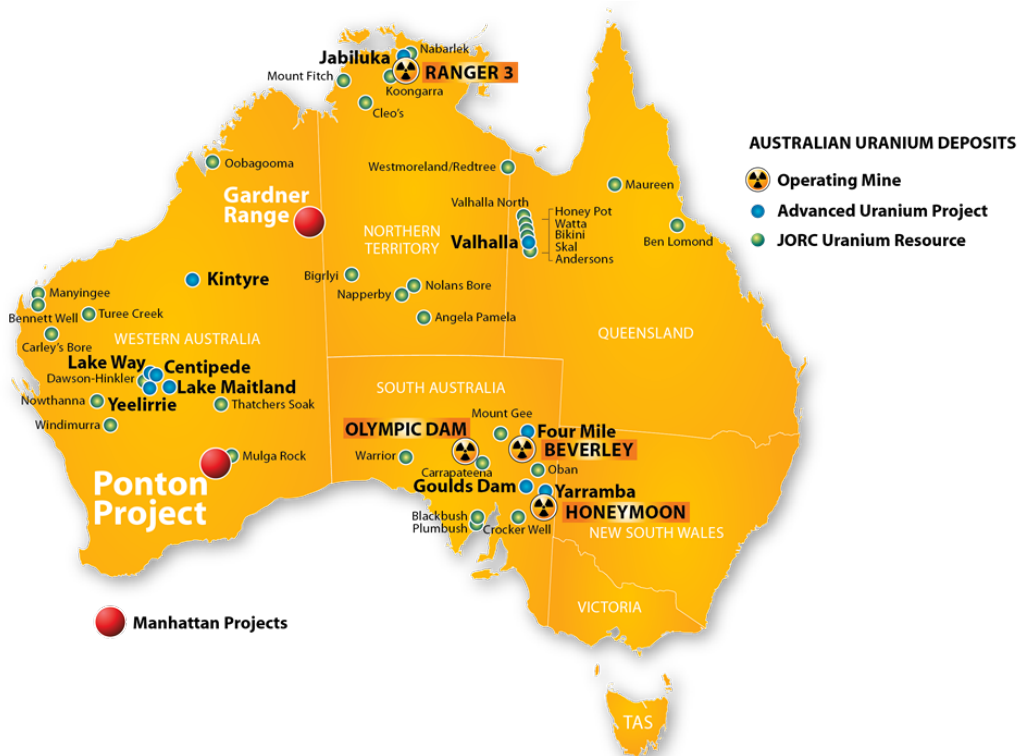 Jabiluka
Nabarlek
RANGER 3
Mount Fitch
Koongarra
Cleo's
Oobagooma
Westmoreland/Redtree
Maureen
Gardner
Range
Valhalla North
Honey Pot
Watta
Bikini
Skal
Andersons
NORTHERN
TERRITORY
Valhalla
Ben Lomond
Kintyre
Bigrlyi
Nolans Bore
Napperby
Manyingee
Bennett Well
Turee Creek
Angela Pamela
Carley's Bore
WESTERN AUSTRALIA
QUEENSLAND
Lake Way
Centipede
Dawson-Hinkler
Lake Maitland
Nowthanna
Yeelirrie
Thatchers Soak
Windimurra
SOUTH AUSTRALIA
Mount Gee
OLYMPIC DAM
Four Mile
BEVERLEY
Warrior
Carrapateena
Oban
Mulga Rock
Ponton
Project
Goulds Dam
Yarramba
HONEYMOON
Blackbush
Plumbush
Crocker Well
NEW SOUTH WALES
VICTORIA
TAS
Manhattan Projects
AUSTRALIAN URANIUM DEPOSITS
Operating Mine
Advanced Uranium Project
JORC Uranium Resource